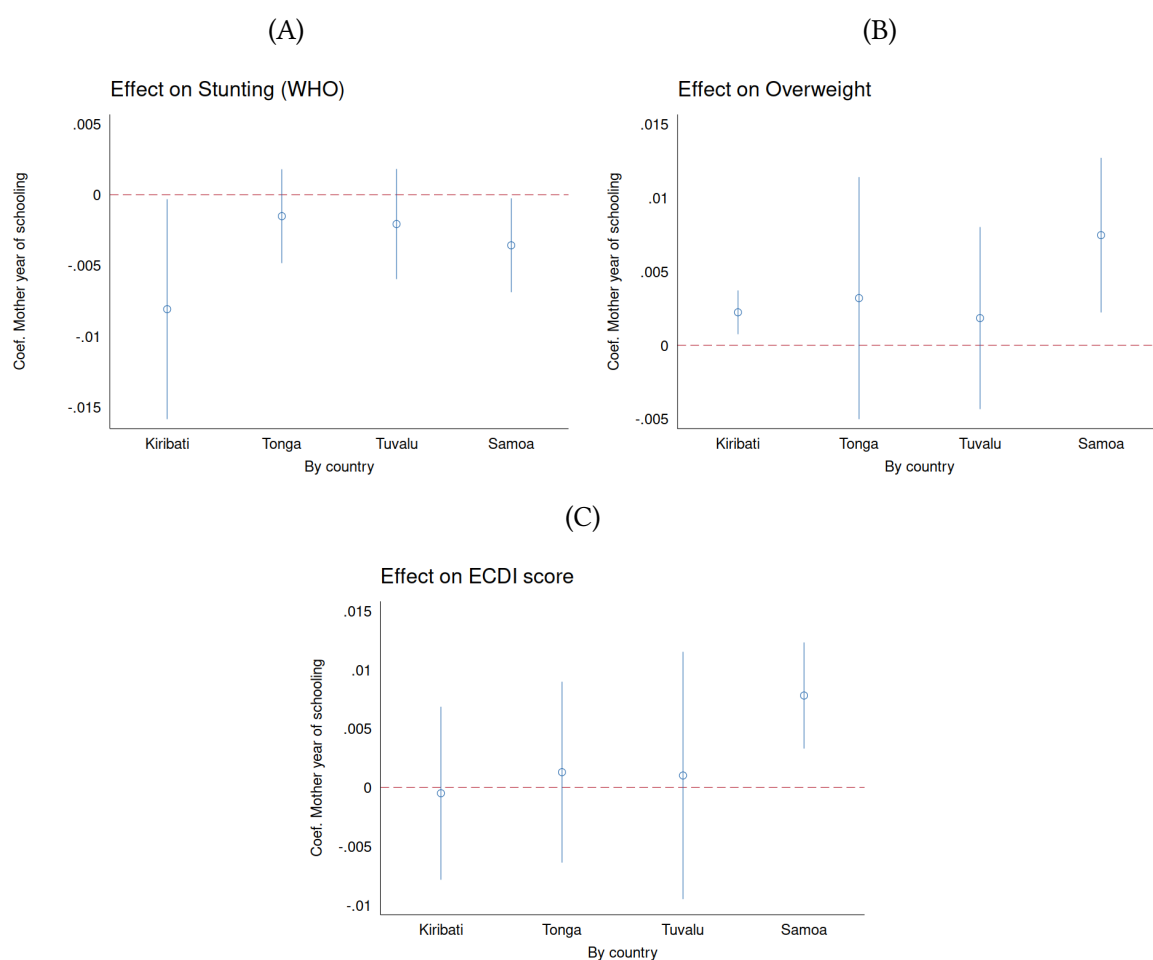 (A)
Effect on Stunting (WHO)
Coef. Mother year of schooling
.005
0
-.005
-.01
-.015
Kiribati Tonga Tuvalu Samoa
By country
(B)
Effect on Overweight
Coef. Mother year of schooling
.015
.01
.005
0
-.005
Kiribati Tonga Tuvalu Samoa
By country
(C)
Effect on ECDI score
Coef. Mother year of schooling
.015
.01
.005
0
-.005
-.01
Kiribati Tonga Tuvalu Samoa
By country